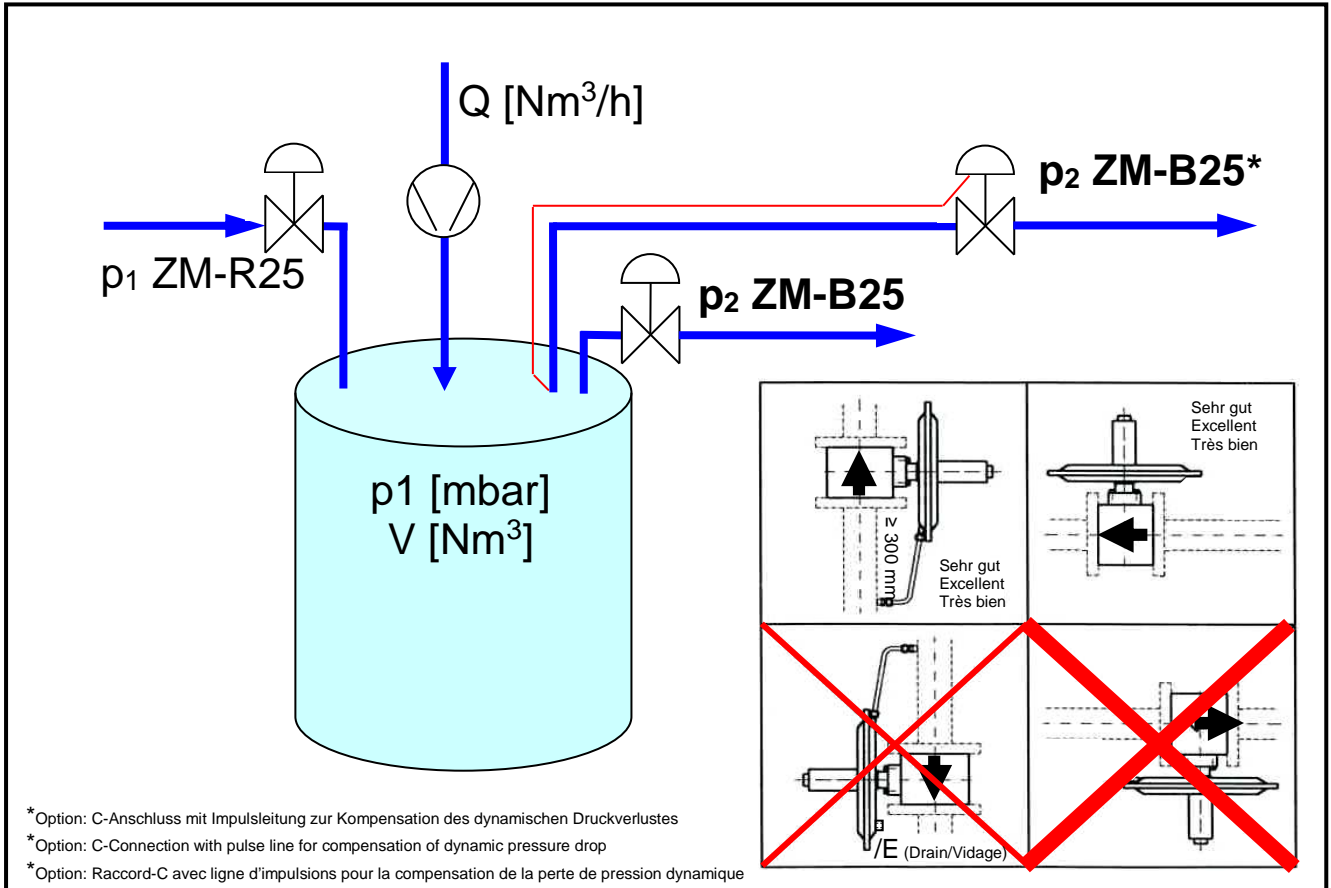 Q [Nm³/h]
p₂ ZM-B25*
p₁ ZM-R25
p₂ ZM-B25
p1 [mbar]
V [Nm³]
≥ 300 mm
Sehr gut
Excellent
Très bien
Sehr gut
Excellent
Très bien
/E (Drain/Vidage)
*Option: C-Anschluss mit Impulsleitung zur Kompensation des dynamischen Druckverlustes
*Option: C-Connection with pulse line for compensation of dynamic pressure drop
*Option: Raccord-C avec ligne d'impulsions pour la compensation de la perte de pression dynamique